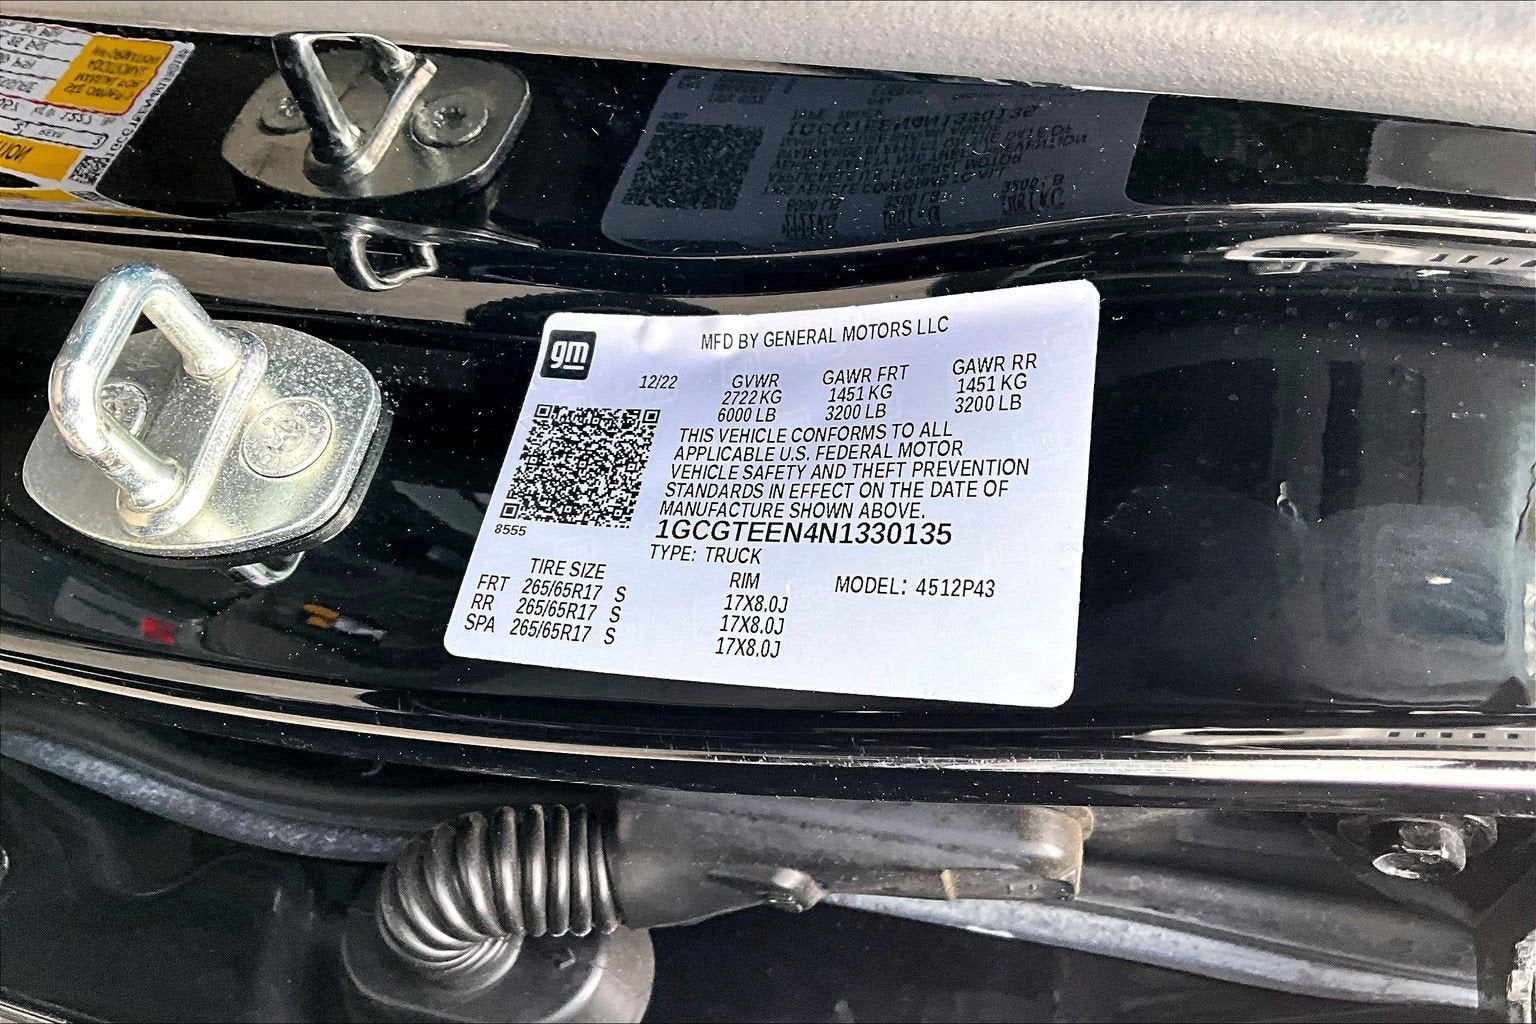 gm
MFD BY GENERAL MOTORS LLC
12/22 GVWR GAWR FRT GAWR RR
2722 KG 1451 KG 1451 KG
6000 LB 3200 LB 3200 LB
THIS VEHICLE CONFORMS TO ALL
APPLICABLE U.S. FEDERAL MOTOR
VEHICLE SAFETY AND THEFT PREVENTION
STANDARDS IN EFFECT ON THE DATE OF
MANUFACTURE SHOWN ABOVE.
8555
1GCGTEEN4N1330135
TYPE: TRUCK
TIRE SIZE RIM MODEL: 4512P43
FRT 265/65R17 S 17X8.0J
RR 265/65R17 S 17X8.0J
SPA 265/65R17 S 17X8.0J